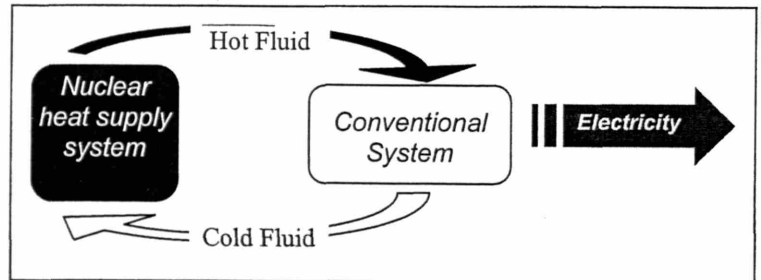 Hot Fluid
Nuclear
heat supply
system
Conventional
System
Electricity
Cold Fluid